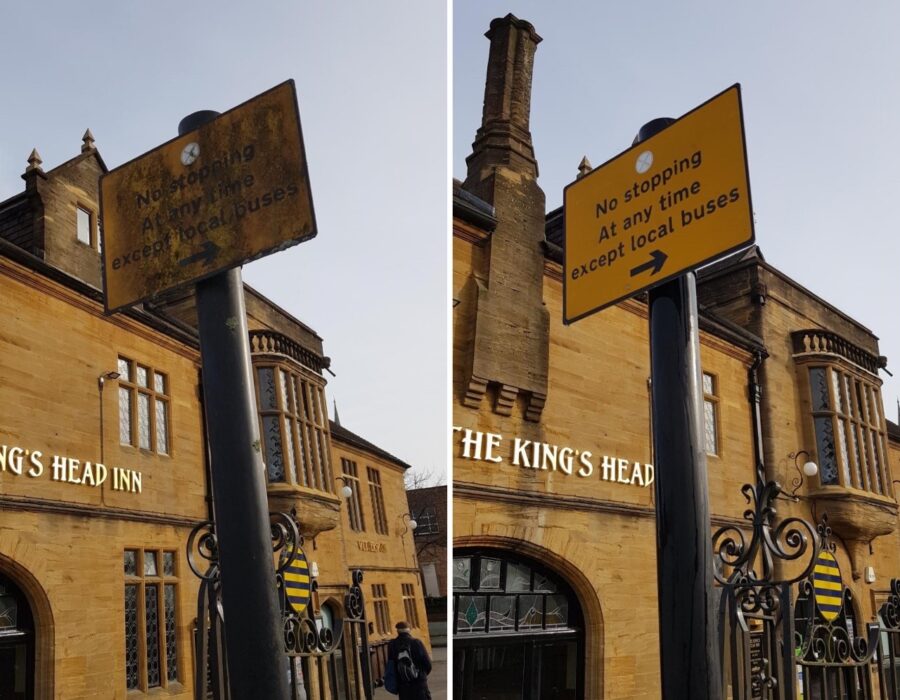 No stopping
At any time
except local buses
NG'S HEAD INN
No stopping
At any time
except local buses
THE KING'S HEAD